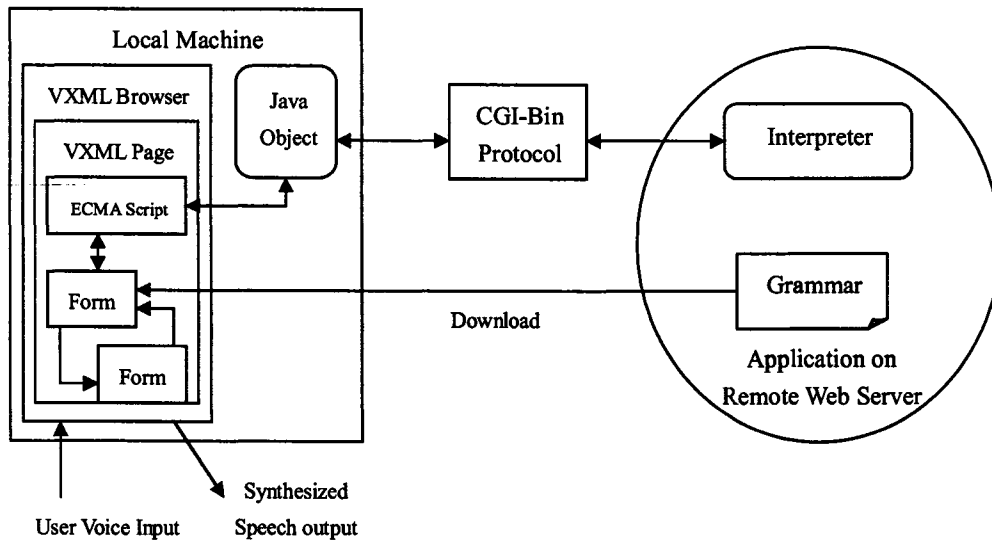 Local Machine
VXML Browser
Java
Object
VXML Page
ECMA Script
Form
Form
CGI-Bin
Protocol
Interpreter
Grammar
Download
Application on
Remote Web Server
User Voice Input
Synthesized
Speech output